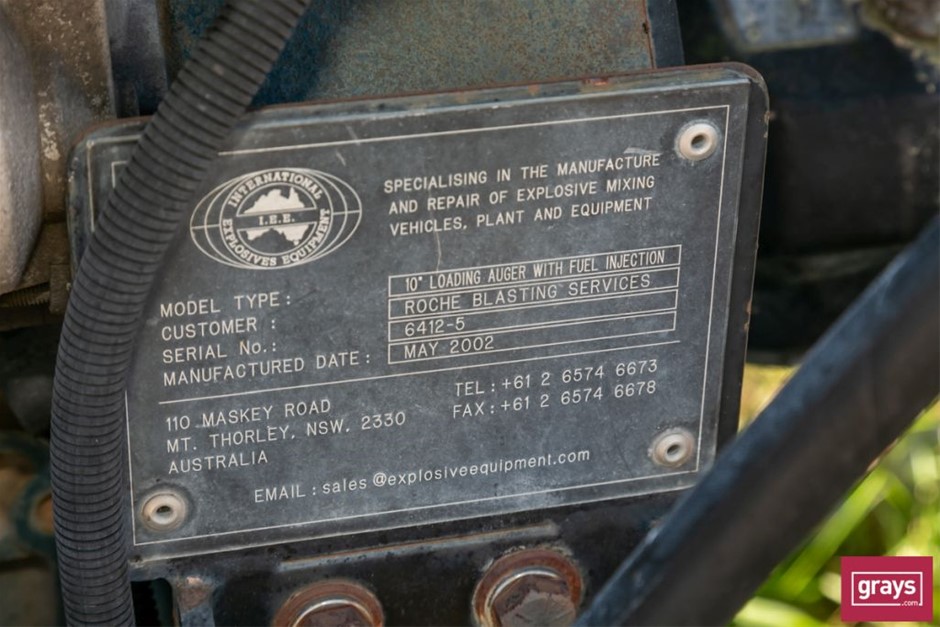 INTERNATIONAL
I.E.E.
EXPLOSIVES EQUIPMENT
SPECIALISING IN THE MANUFACTURE
AND REPAIR OF EXPLOSIVE MIXING
VEHICLES, PLANT AND EQUIPMENT
MODEL TYPE: 10" LOADING AUGER WITH FUEL INJECTION
CUSTOMER : ROCHE BLASTING SERVICES
SERIAL No.: 6412-5
MANUFACTURED DATE: MAY 2002
110 MASKEY ROAD
MT. THORLEY, NSW, 2330
AUSTRALIA
TEL : +61 2 6574 6673
FAX : +61 2 6574 6678
EMAIL : sales @explosiveequipment.com
grays
.com